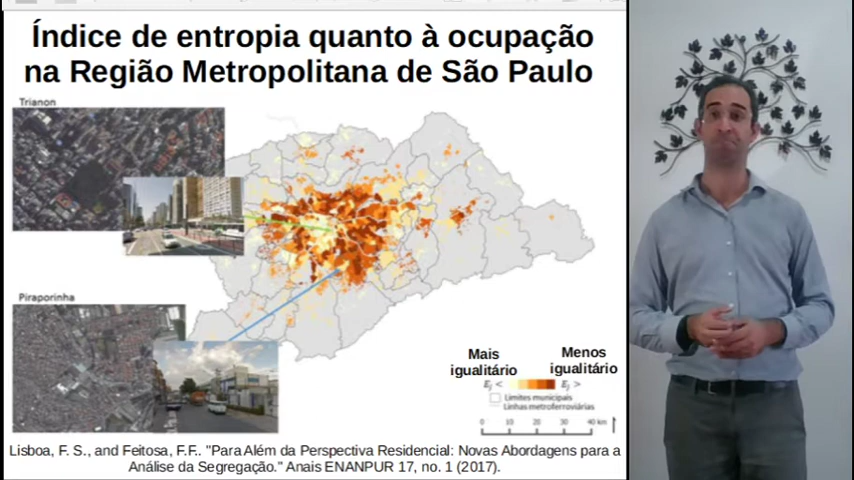 Índice de entropia quanto à ocupação
na Região Metropolitana de São Paulo
Trianon
Piraporinha
Mais
igualitário
Menos
igualitário
Ej < Ej >
Limites municipais
Linhas metroferroviárias
0 10 20 30 40 km
Lisboa, F. S., and Feitosa, F.F.. "Para Além da Perspectiva Residencial: Novas Abordagens para a
Análise da Segregação." Anais ENANPUR 17, no. 1 (2017).